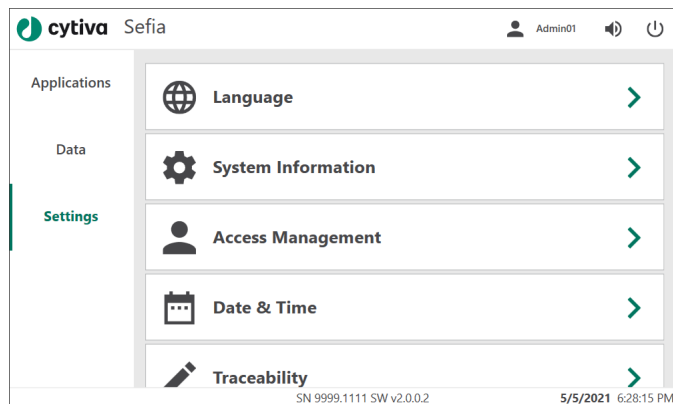 cytiva Sefia Admin01
Applications
Data
Settings
Language
System Information
Access Management
Date & Time
Traceability
SN 9999.1111 SW v2.0.0.2 5/5/2021 6:28:15 PM